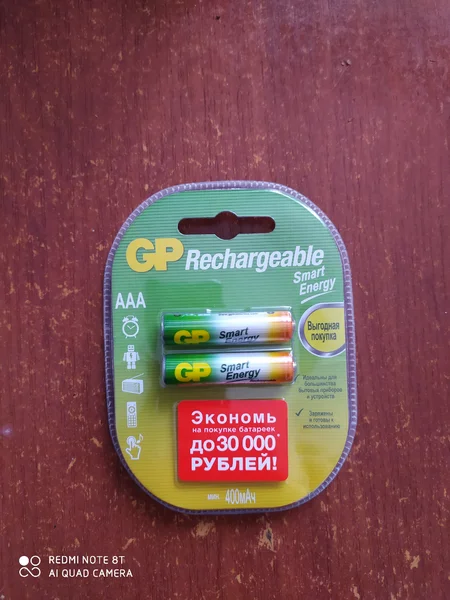 GP Rechargeable
Smart
Energy
AAA
GP Smart
Energy
GP Smart
Energy
Выгодная
покупка
Идеальны для
большинства
бытовых приборов
и устройств
Заряжены
и готовы к
использованию
Экономь
на покупке батареек
до 30 000*
РУБЛЕЙ!
мин. 400мАч
REDMI NOTE 8T
AI QUAD CAMERA